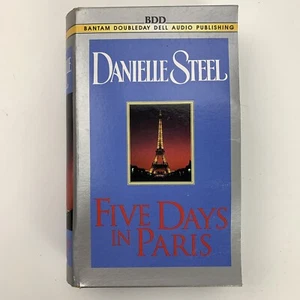 BDD
BANTAM DOUBLEDAY DELL AUDIO PUBLISHING
DANIELLE STEEL
FIVE DAYS
IN PARIS